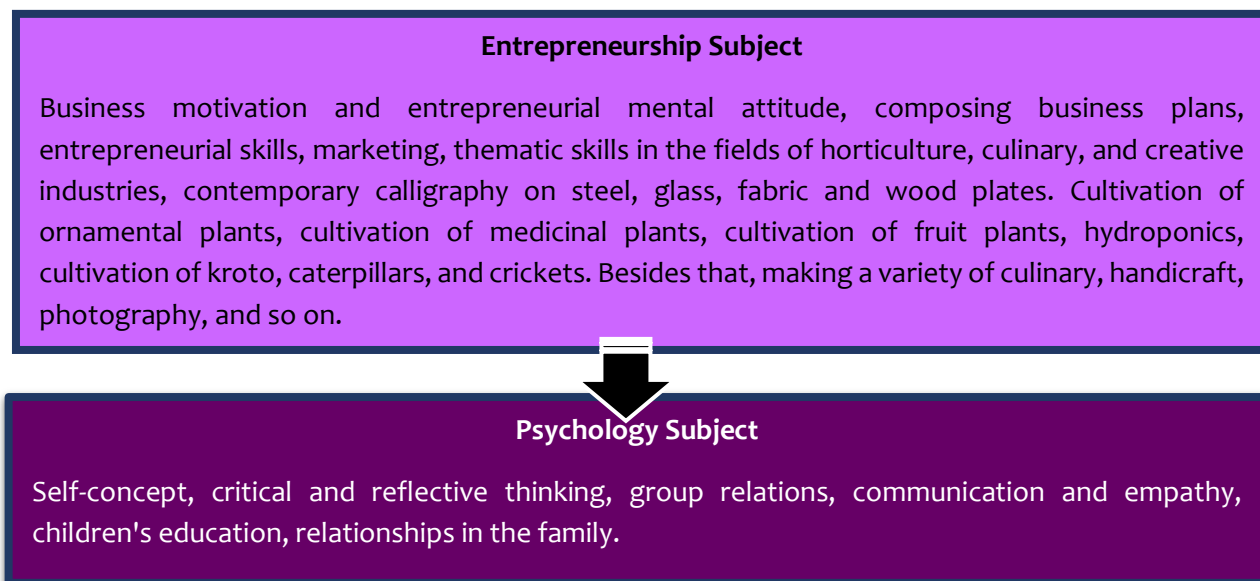 Entrepreneurship Subject
Business motivation and entrepreneurial mental attitude, composing business plans,
entrepreneurial skills, marketing, thematic skills in the fields of horticulture, culinary, and creative
industries, contemporary calligraphy on steel, glass, fabric and wood plates. Cultivation of
ornamental plants, cultivation of medicinal plants, cultivation of fruit plants, hydroponics,
cultivation of kroto, caterpillars, and crickets. Besides that, making a variety of culinary, handicraft,
photography, and so on.
Psychology Subject
Self-concept, critical and reflective thinking, group relations, communication and empathy,
children's education, relationships in the family.